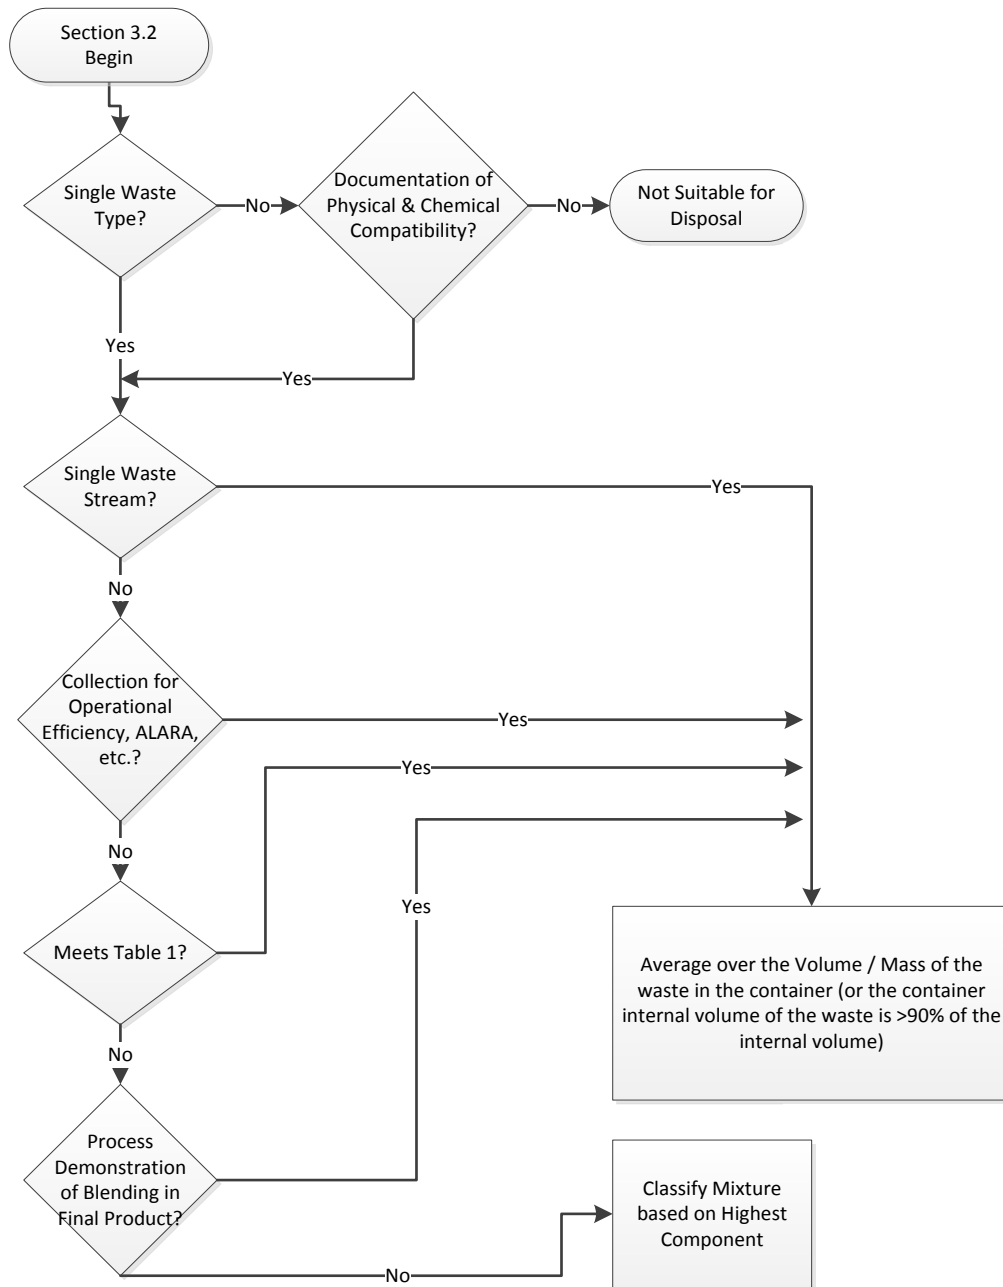 Section 3.2
Begin
Single Waste
Type?
No
Documentation of
Physical & Chemical
Compatibility?
No
Not Suitable for
Disposal
Yes
Yes
Single Waste
Stream?
Yes
No
Collection for
Operational
Efficiency, ALARA,
etc.?
Yes
No
Yes
Meets Table 1?
Yes
No
Average over the Volume / Mass of the
waste in the container (or the container
internal volume of the waste is >90% of the
internal volume)
Process
Demonstration
of Blending in
Final Product?
No
Classify Mixture
based on Highest
Component